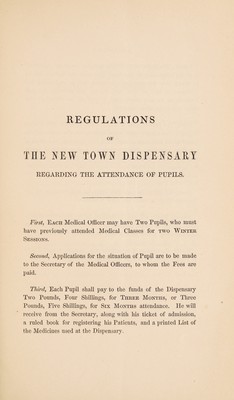 REGULATIONS
OF
THE NEW TOWN DISPENSARY
REGARDING THE ATTENDANCE OF PUPILS.
First, EACH Medical Officer may have Two Pupils, who must
have previously attended Medical Classes for TWO WINTER
SESSIONS.
Second, Applications for the situation of Pupil are to be made
to the Secretary of the Medical Officers, to whom the Fees are
paid.
Third, Each Pupil shall pay to the funds of the Dispensary
Two Pounds, Four Shillings, for THREE MONTHS, or Three
Pounds, Five Shillings, for SIX MONTHS attendance. He will
receive from the Secretary, along with his ticket of admission,
a ruled book for registering his Patients, and a printed List of
the Medicines used at the Dispensary.